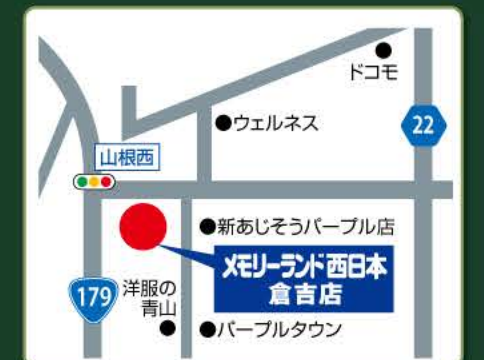 ドコモ
ウェルネス
22
山根西
新あじそうパープル店
メモリーランド西日本
倉吉店
179
洋服の
青山
パープルタウン